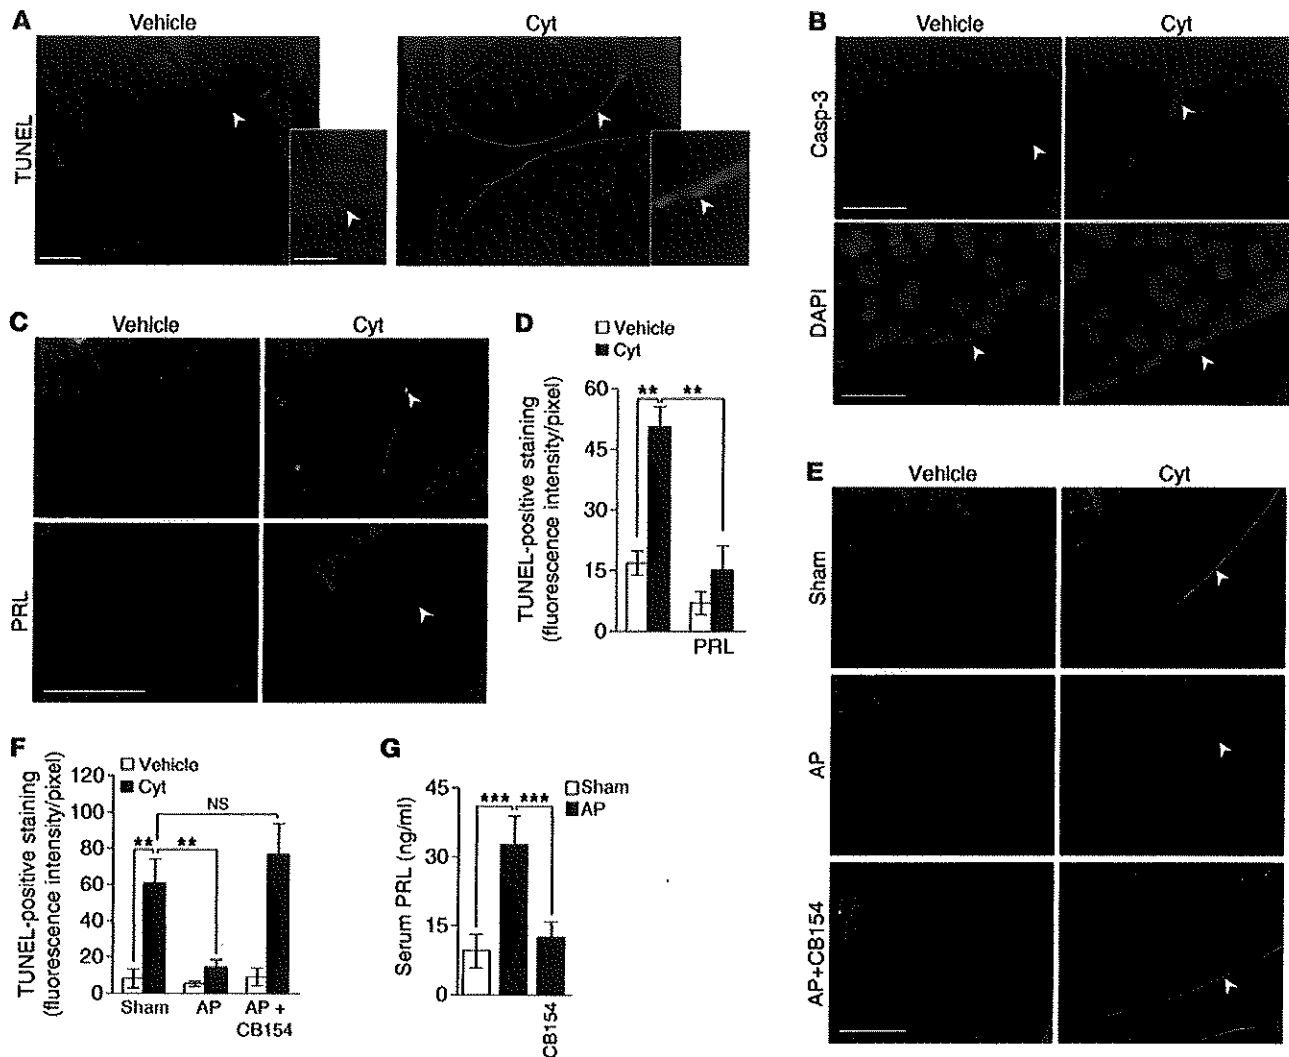 A
Vehicle
Cyt
TUNEL
B
Vehicle
Cyt
Casp-3
DAPI
C
Vehicle
Cyt
PRL
D
Vehicle
Cyt
TUNEL-positive staining
(fluorescence intensity/pixel)
60
45
30
15
0
**
**
PRL
E
Vehicle
Cyt
Sham
AP
AP+CB154
F
Vehicle
Cyt
TUNEL-positive staining
(fluorescence intensity/pixel)
120
100
80
60
40
20
0
NS
**
**
Sham
AP
AP +
CB154
G
Sham
AP
Serum PRL (ng/ml)
45
30
15
0
***
***
CB154